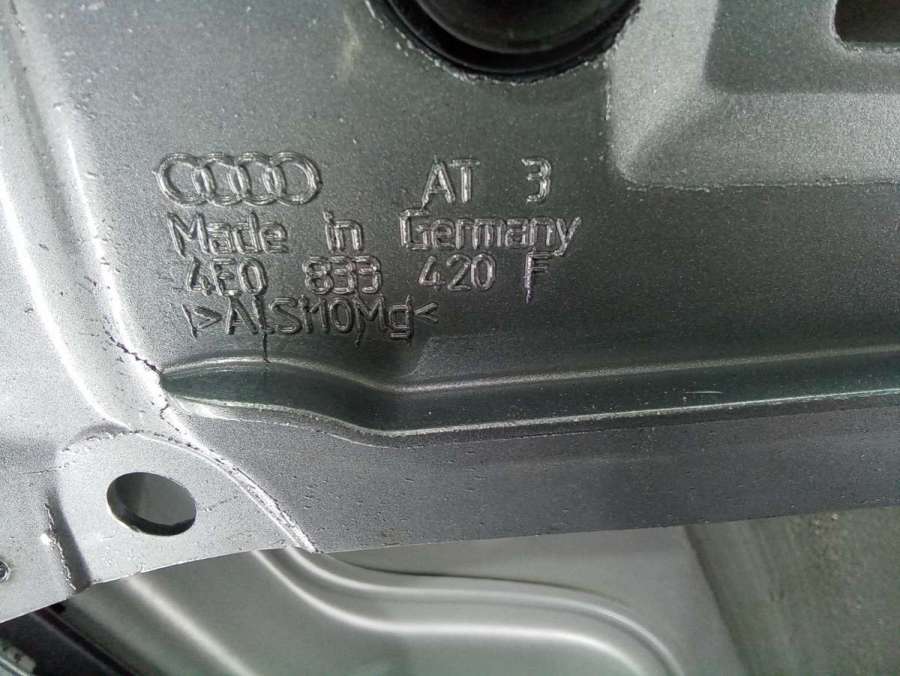 AT 3
Made in Germany
4E0 833 420 F
>AlSi10Mg<